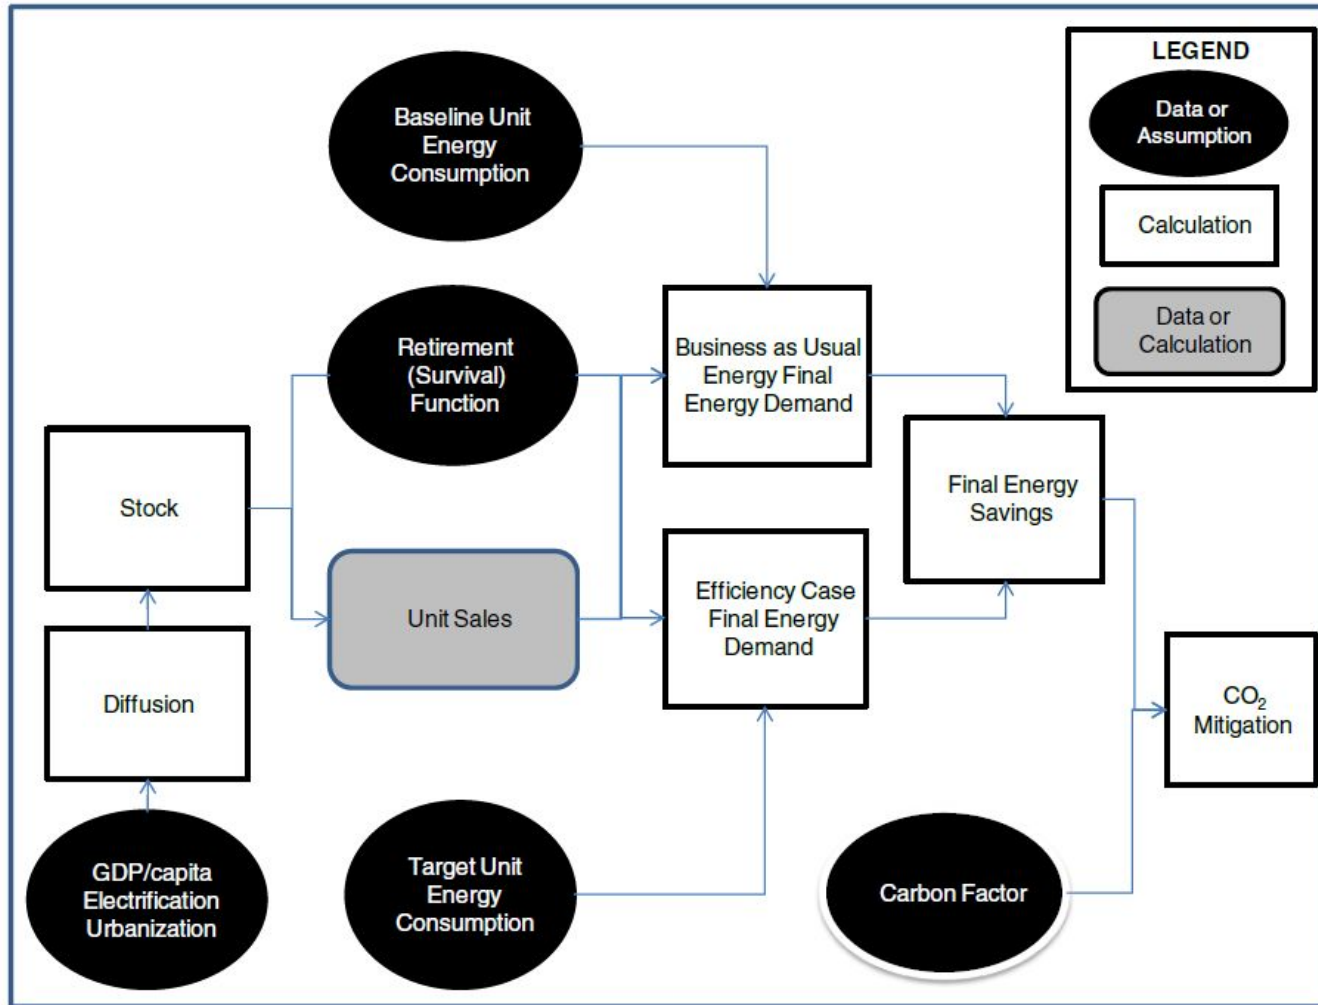 LEGEND
Data or
Assumption
Calculation
Data or
Calculation
Baseline Unit
Energy
Consumption
Retirement
(Survival)
Function
Business as Usual
Energy Final
Energy Demand
Stock
Final Energy
Savings
Unit Sales
Efficiency Case
Final Energy
Demand
Diffusion
CO₂
Mitigation
GDP/capita
Electrification
Urbanization
Target Unit
Energy
Consumption
Carbon Factor